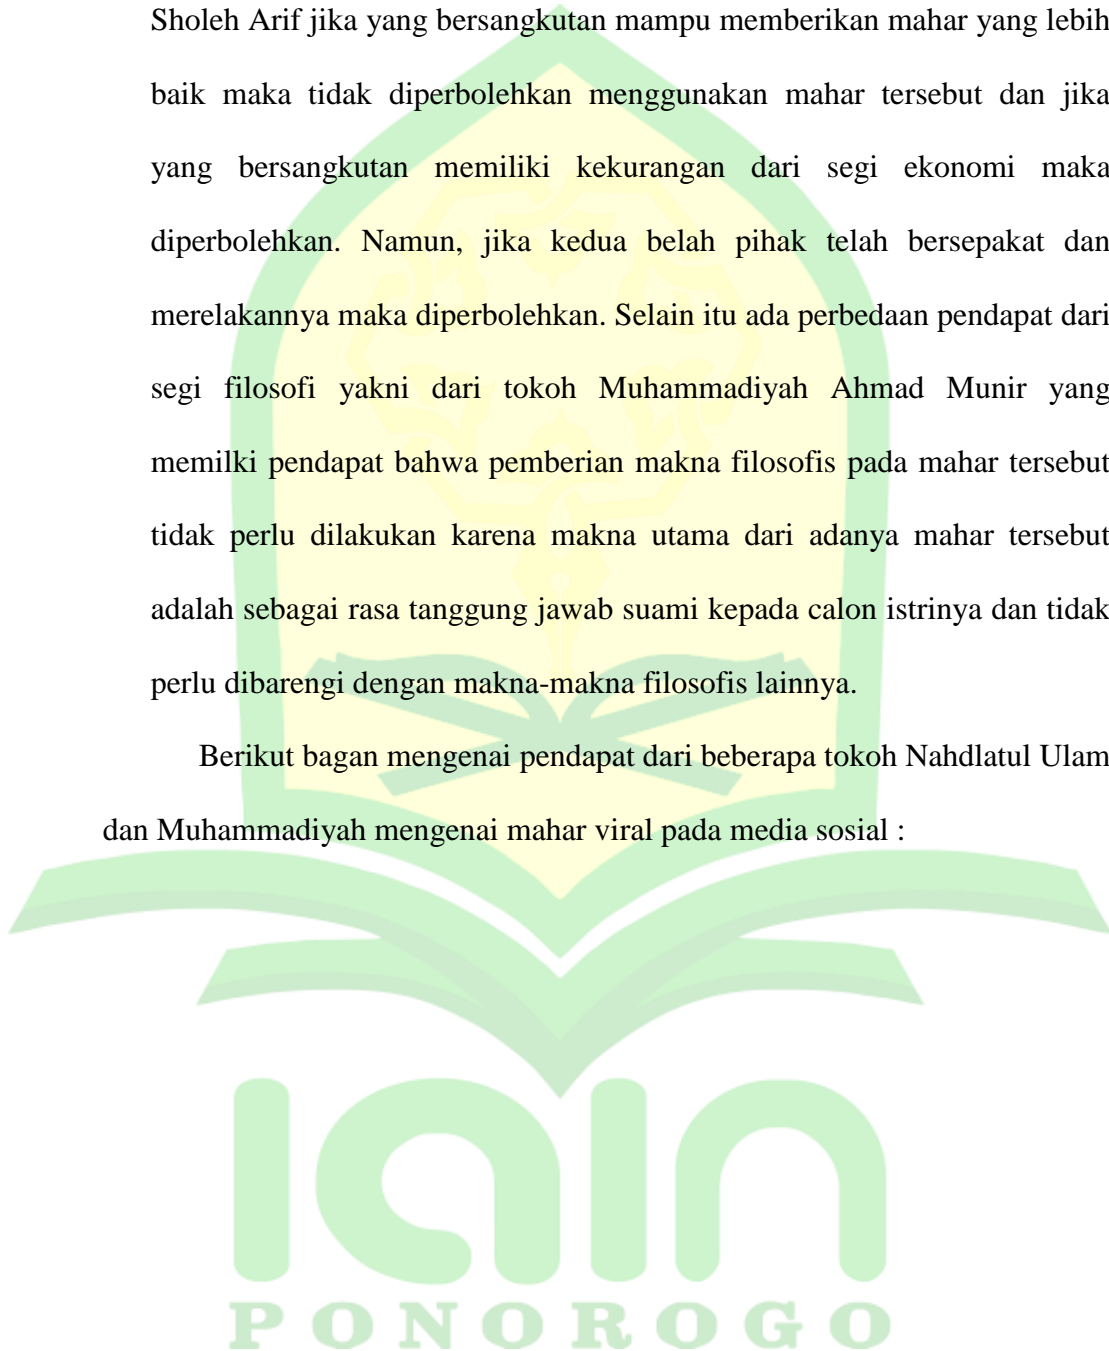 Sholeh Arif jika yang bersangkutan mampu memberikan mahar yang lebih
baik maka tidak diperbolehkan menggunakan mahar tersebut dan jika
yang bersangkutan memiliki kekurangan dari segi ekonomi maka
diperbolehkan. Namun, jika kedua belah pihak telah bersepakat dan
merelakannya maka diperbolehkan. Selain itu ada perbedaan pendapat dari
segi filosofi yakni dari tokoh Muhammadiyah Ahmad Munir yang
memilki pendapat bahwa pemberian makna filosofis pada mahar tersebut
tidak perlu dilakukan karena makna utama dari adanya mahar tersebut
adalah sebagai rasa tanggung jawab suami kepada calon istrinya dan tidak
perlu dibarengi dengan makna-makna filosofis lainnya.
Berikut bagan mengenai pendapat dari beberapa tokoh Nahdlatul Ulam
dan Muhammadiyah mengenai mahar viral pada media sosial :
iain
PONOROGO